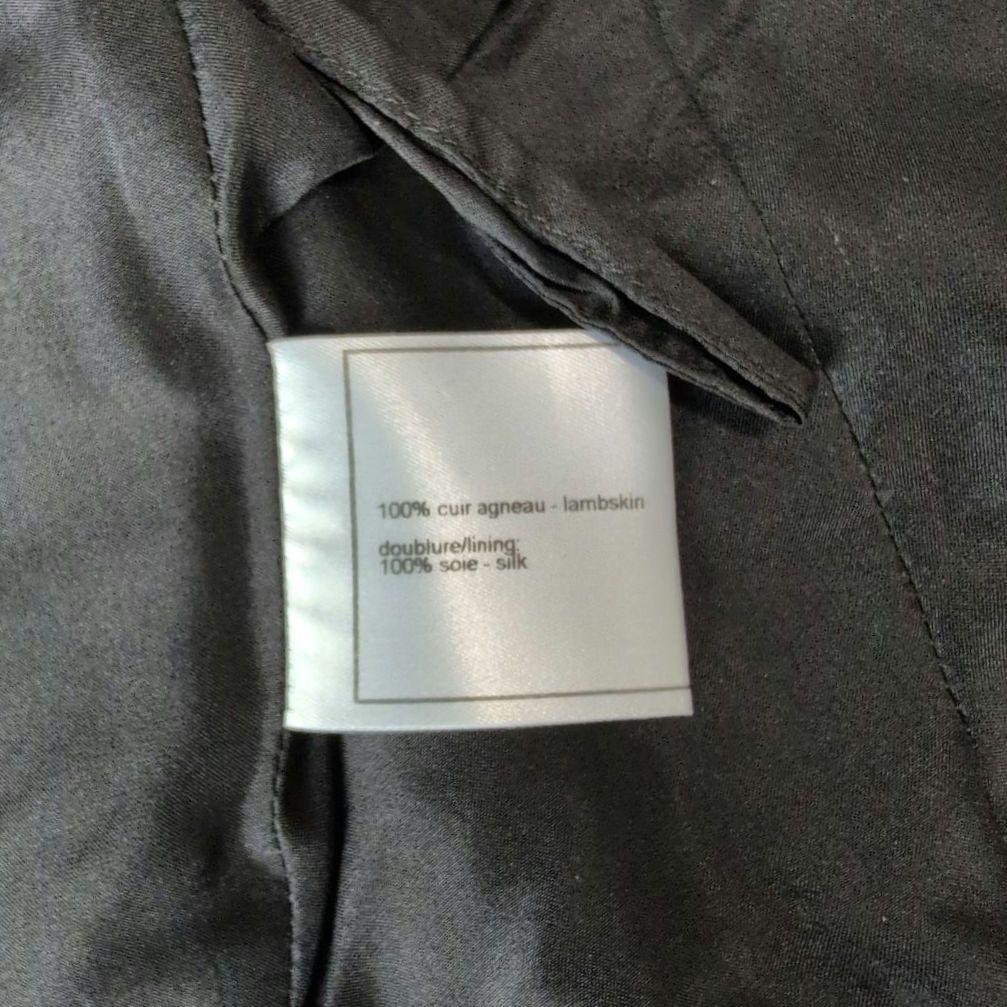 100% cuir agneau - lambskin
doublure/lining:
100% soie - silk